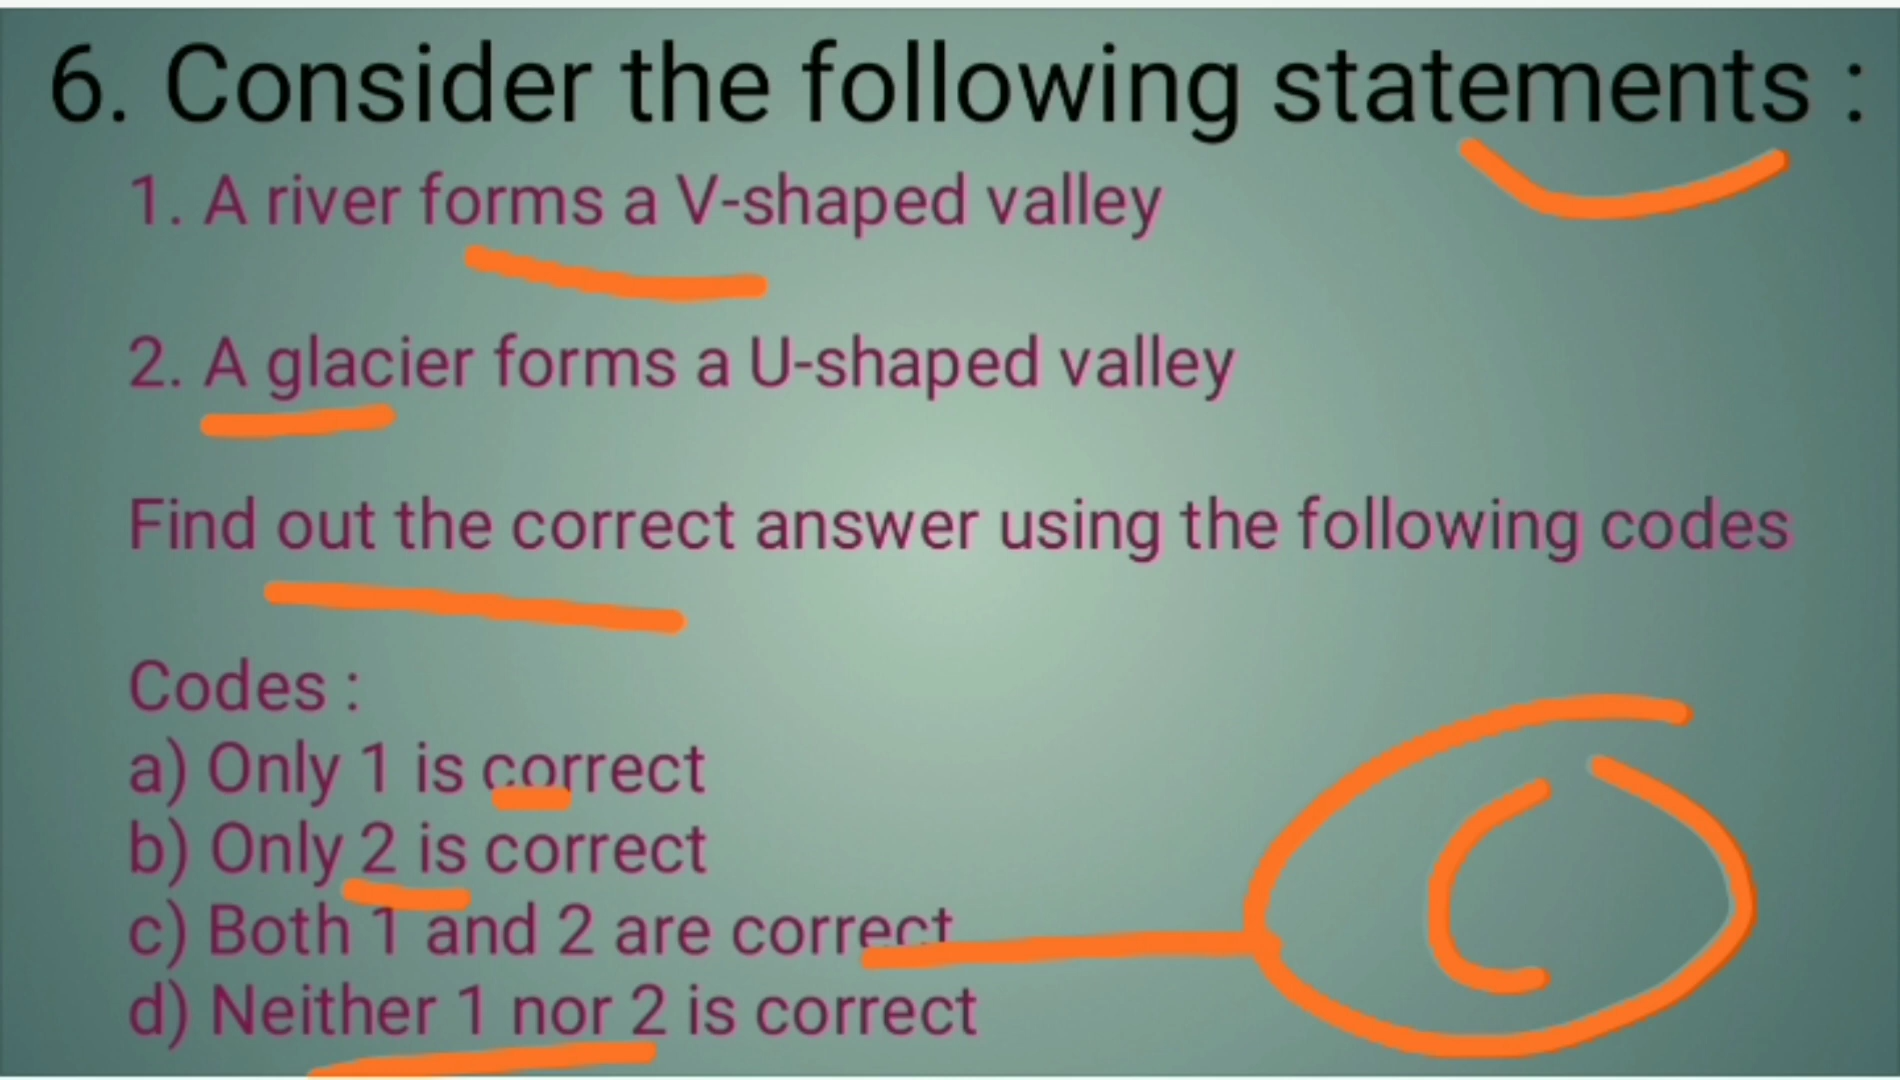 6. Consider the following statements :
1. A river forms a V-shaped valley
2. A glacier forms a U-shaped valley
Find out the correct answer using the following codes
Codes :
a) Only 1 is correct
b) Only 2 is correct
c) Both 1 and 2 are correct
d) Neither 1 nor 2 is correct
C